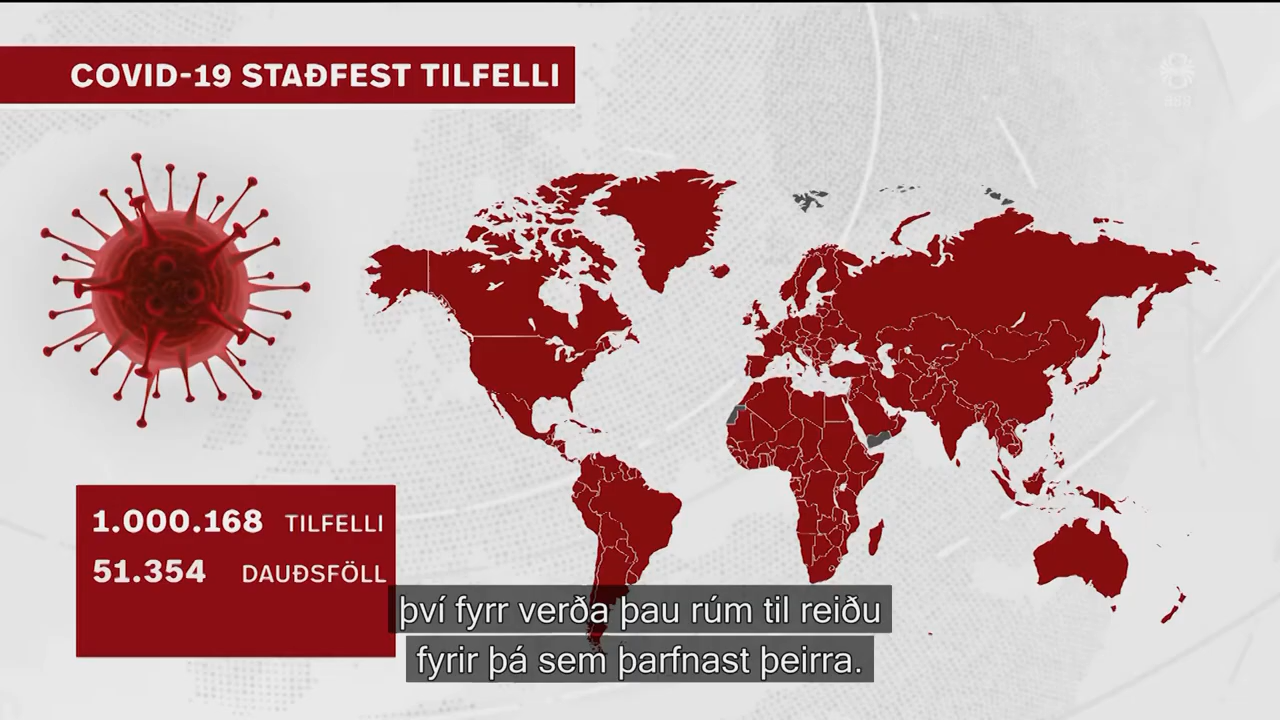 COVID-19 STAÐFEST TILFELLI
1.000.168 TILFELLI
51.354 DAUÐSFÖLL
því fyrr verða þau rúm til reiðu
fyrir þá sem þarfnast þeirra.